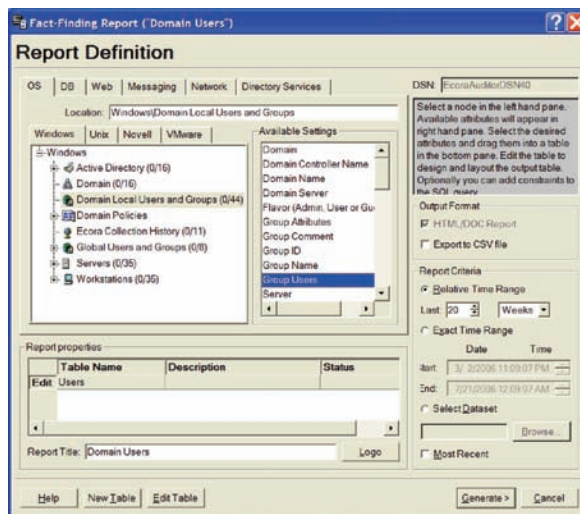 Fact-Finding Report ("Domain Users")
Report Definition
OS DB Web Messaging Network Directory Services
Location: Windows\Domain Local Users and Groups
Windows Unix Novell VMware
Windows
Active Directory (0/16)
Domain (0/16)
Domain Local Users and Groups (0/44)
Domain Policies
Ecora Collection History (0/11)
Global Users and Groups (0/8)
Servers (0/35)
Workstations (0/35)
Available Settings
Domain
Domain Controller Name
Domain Name
Domain Server
Flavor (Admin, User or Gu
Group Attributes
Group Comment
Group ID
Group Name
Group Users
Server
DSN: EcoraAuditorDSN40
Select a node in the left hand pane.
Available attributes will appear in
right hand pane. Select the desired
attributes and drag them into a table
in the bottom pane. Edit the table to
design and layout the output table.
Optionally you can add constraints to
the SQL query.
Output Format
HTML/DOC Report
Export to CSV file
Report Criteria
Relative Time Range
Last: 20 Weeks
Exact Time Range
Date Time
Start: 3/ 2/2006 11:09:07 PM
End: 7/21/2006 12:09:07 AM
Select Dataset
Browse...
Most Recent
Report properties
Table Name Description Status
Edit Users
Report Title: Domain Users Logo
Help New Table Edit Table Generate > Cancel